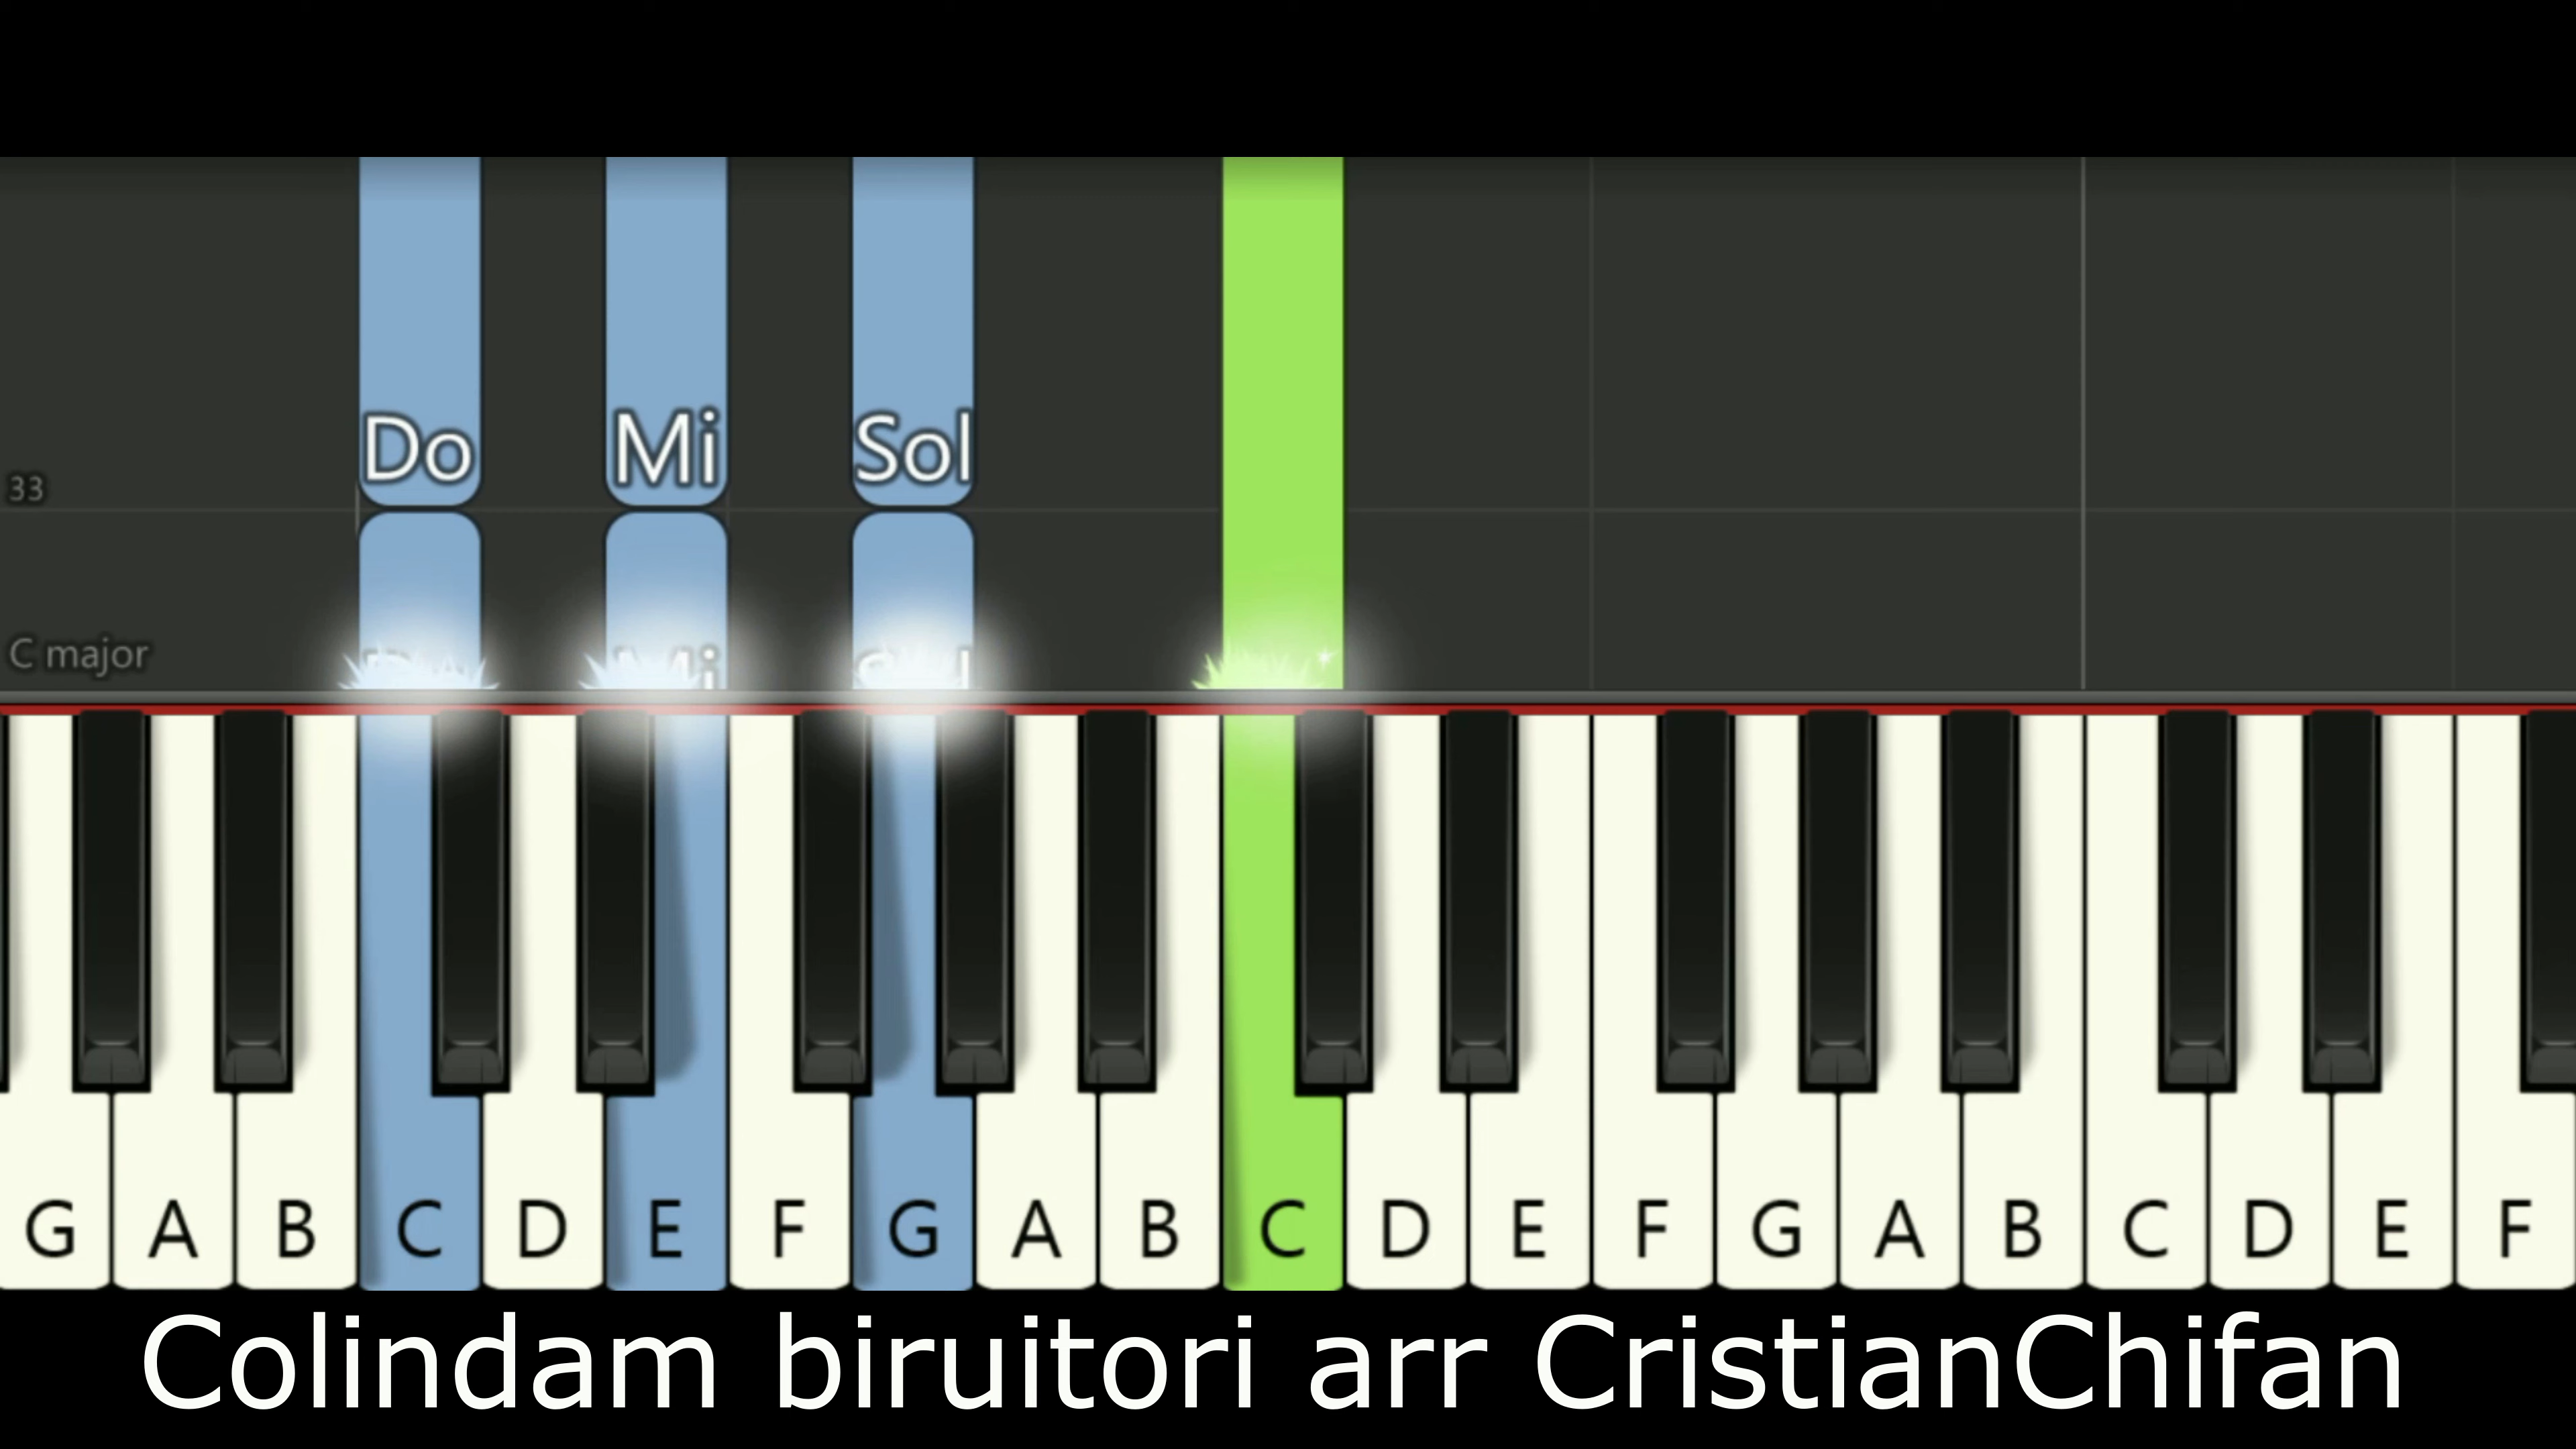 Do Mi Sol
33
C major
G A B C D E F G A B C D E F G A B C D E F
Colindam biruitori arr CristianChifan